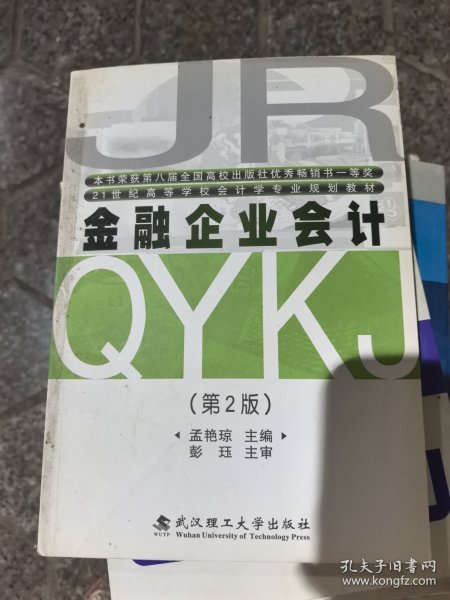 JR
本书荣获第八届全国高校出版社优秀畅销书一等奖
21世纪高等学校会计学专业规划教材
金融企业会计
QYKJ
(第2版)
孟艳琼 主编
彭珏 主审
WUTP
武汉理工大学出版社
Wuhan University of Technology Press
孔夫子旧书网
www.kongfz.com